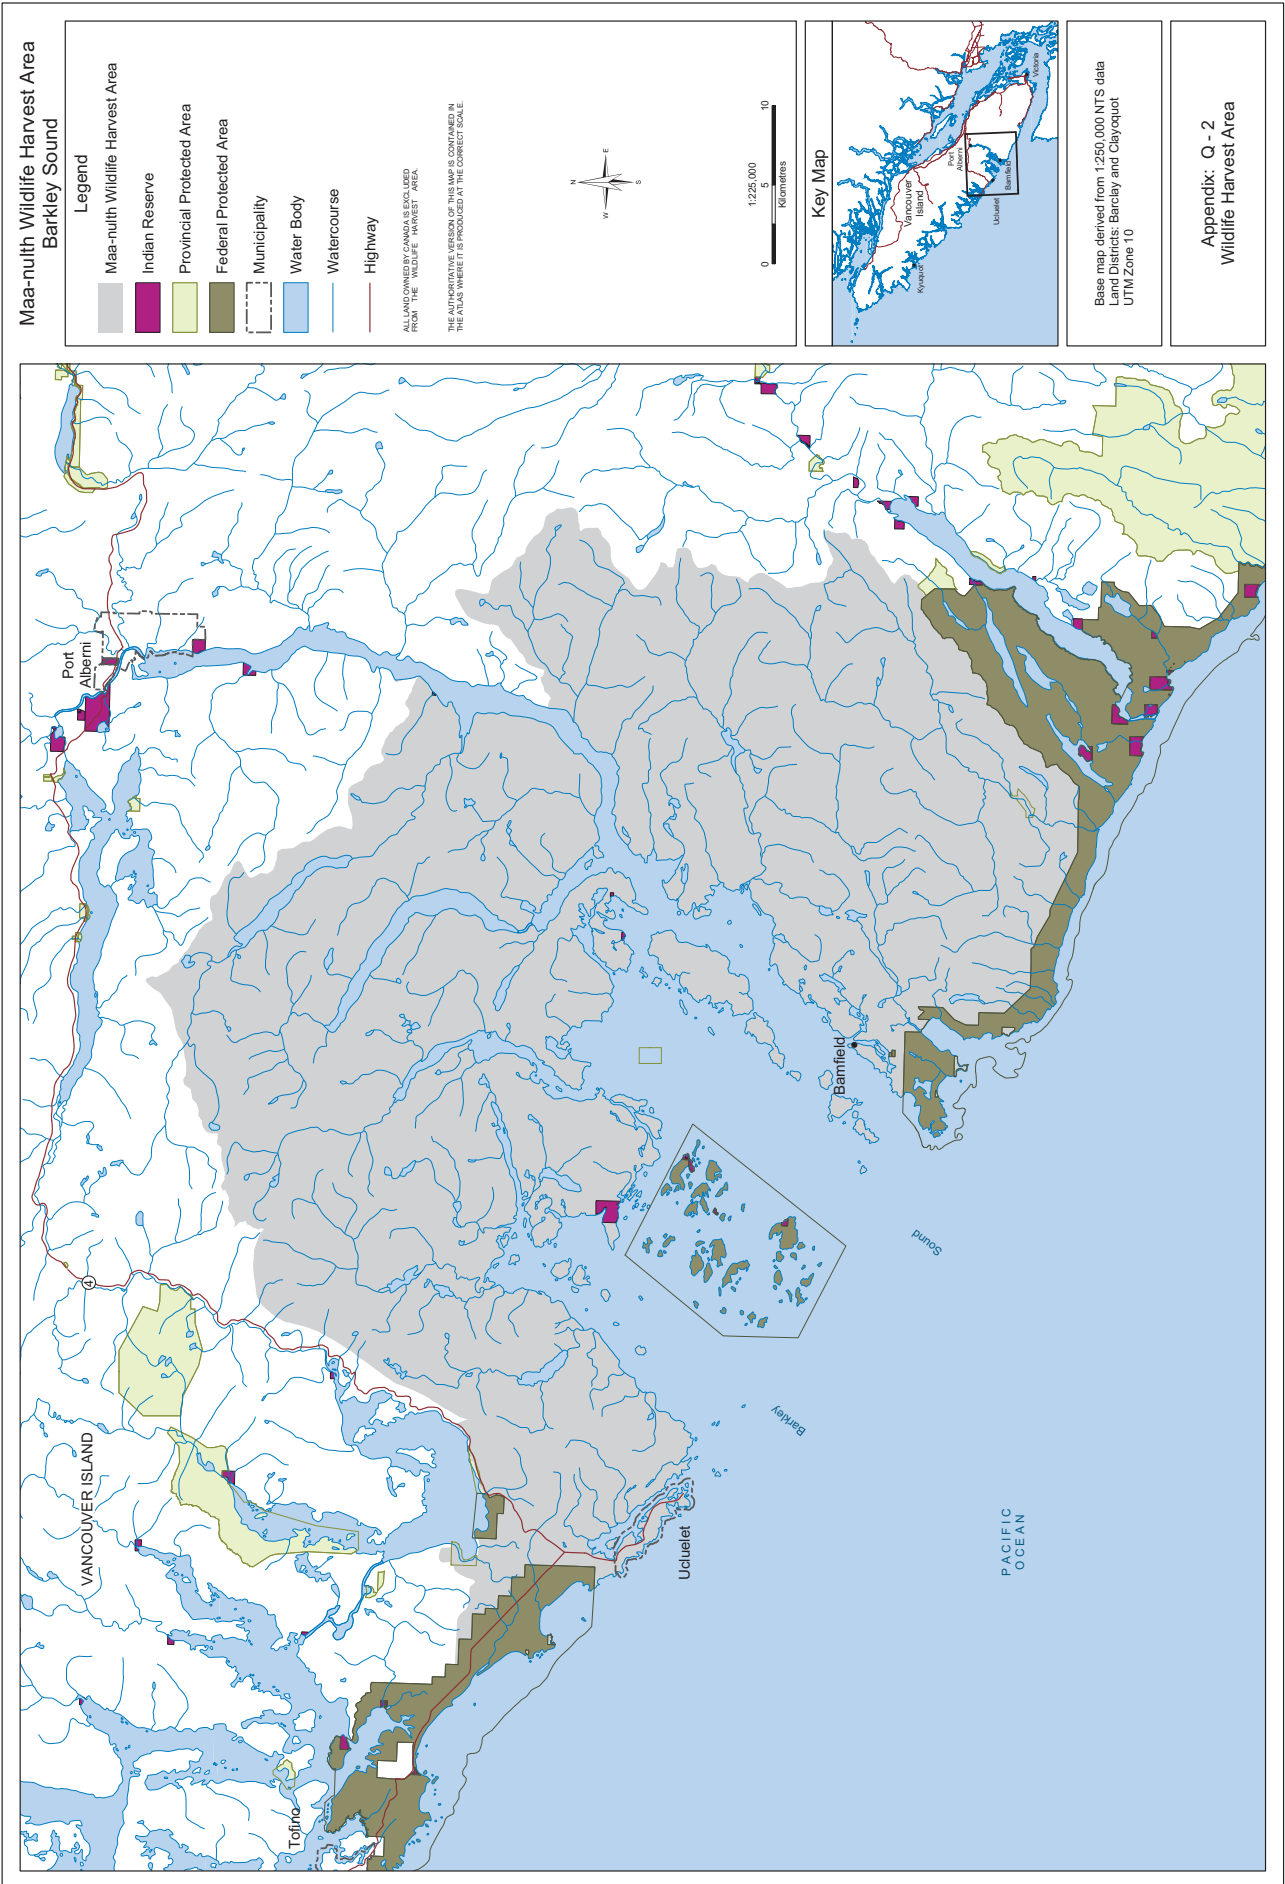 Maa-nulth Wildlife Harvest Area
Barkley Sound
Legend
Maa-nulth Wildlife Harvest Area
Indian Reserve
Provincial Protected Area
Federal Protected Area
Municipality
Water Body
Watercourse
Highway
ALL LAND OWNED BY CANADA IS EXCLUDED
FROM THE WILDLIFE HARVEST AREA.
THE AUTHORITATIVE VERSION OF THIS MAP IS CONTAINED IN
THE ATLAS WHERE IT IS PRODUCED AT THE CORRECT SCALE.
N
W
E
S
1:225,000
0
5
10
Kilometres
Key Map
Kyuquot
Vancouver
Island
Port
Alberni
Ucluelet
Bamfield
Victoria
Base map derived from 1:250,000 NTS data
Land Districts: Barclay and Clayoquot
UTM Zone 10
Appendix: Q - 2
Wildlife Harvest Area
VANCOUVER ISLAND
4
Port
Alberni
Tofino
Ucluelet
Bamfield
Barkley
Sound
PACIFIC
OCEAN